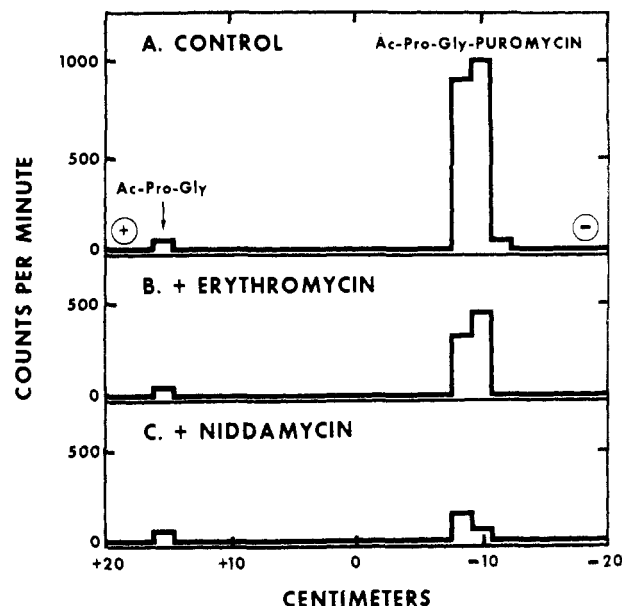 A. CONTROL
Ac-Pro-Gly-PUROMYCIN
1000
500
0
Ac-Pro-Gly
+
-
B. + ERYTHROMYCIN
500
0
C. + NIDDAMYCIN
500
0
+20 +10 0 -10 -20
CENTIMETERS
COUNTS PER MINUTE